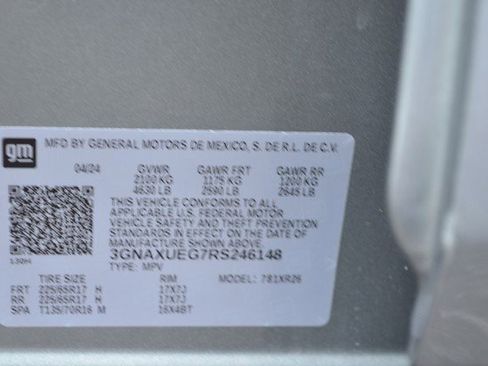 gm MFD BY GENERAL MOTORS DE MEXICO, S. DE R.L. DE C.V.
04/24 GVWR GAWR FRT GAWR RR
2100 KG 1175 KG 1200 KG
4630 LB 2590 LB 2645 LB
THIS VEHICLE CONFORMS TO ALL
APPLICABLE U.S. FEDERAL MOTOR
VEHICLE SAFETY AND THEFT PREVENTION
STANDARDS IN EFFECT ON THE DATE OF
MANUFACTURE SHOWN ABOVE.
3GNAXUEG7RS246148
TYPE: MPV MODEL: 781XR26
TIRE SIZE RIM
FRT 225/65R17 H 17X7J
RR 225/65R17 H 17X7J
SPA T135/70R16 M 16X4BT